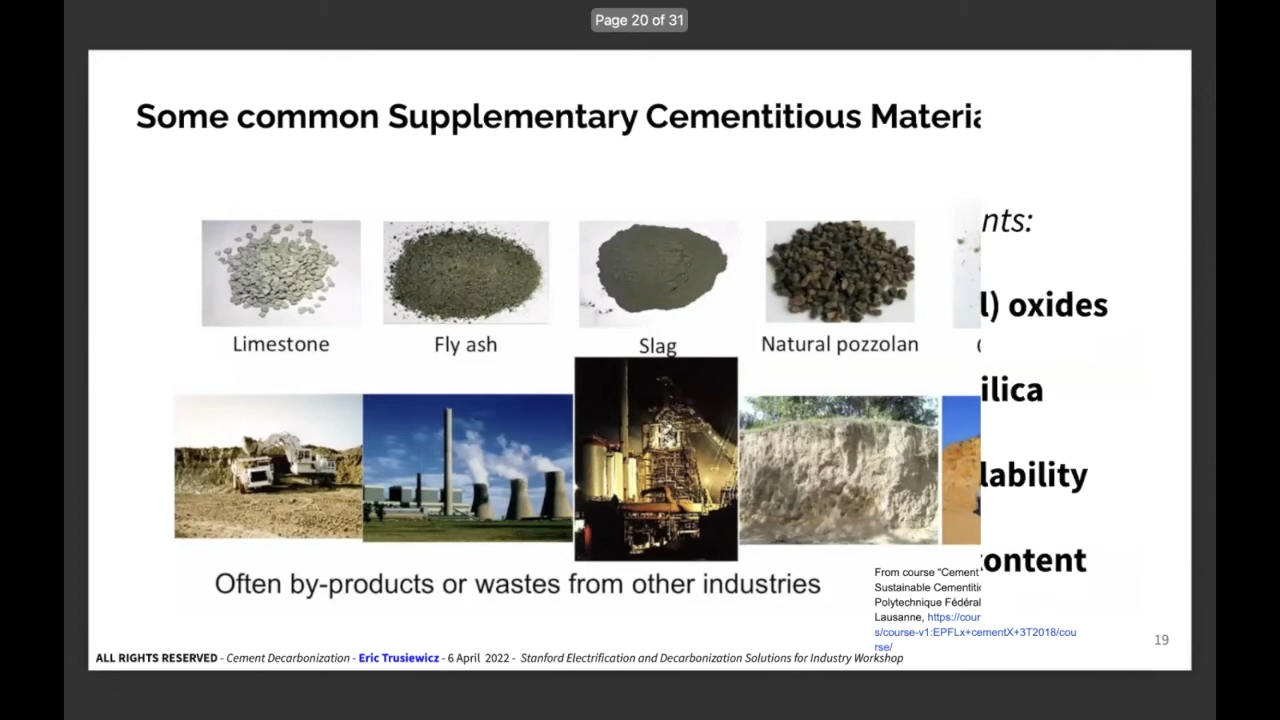 Page 20 of 31
Some common Supplementary Cementitious Materia
nts:
l) oxides
ilica
lability
ontent
Limestone
Fly ash
Slag
Natural pozzolan
Often by-products or wastes from other industries
From course "Cement
Sustainable Cementitic
Polytechnique Fédéral
Lausanne, https://cour
s/course-v1:EPFLx+cementX+3T2018/cou
rse/
19
ALL RIGHTS RESERVED - Cement Decarbonization - Eric Trusiewicz - 6 April 2022 - Stanford Electrification and Decarbonization Solutions for Industry Workshop